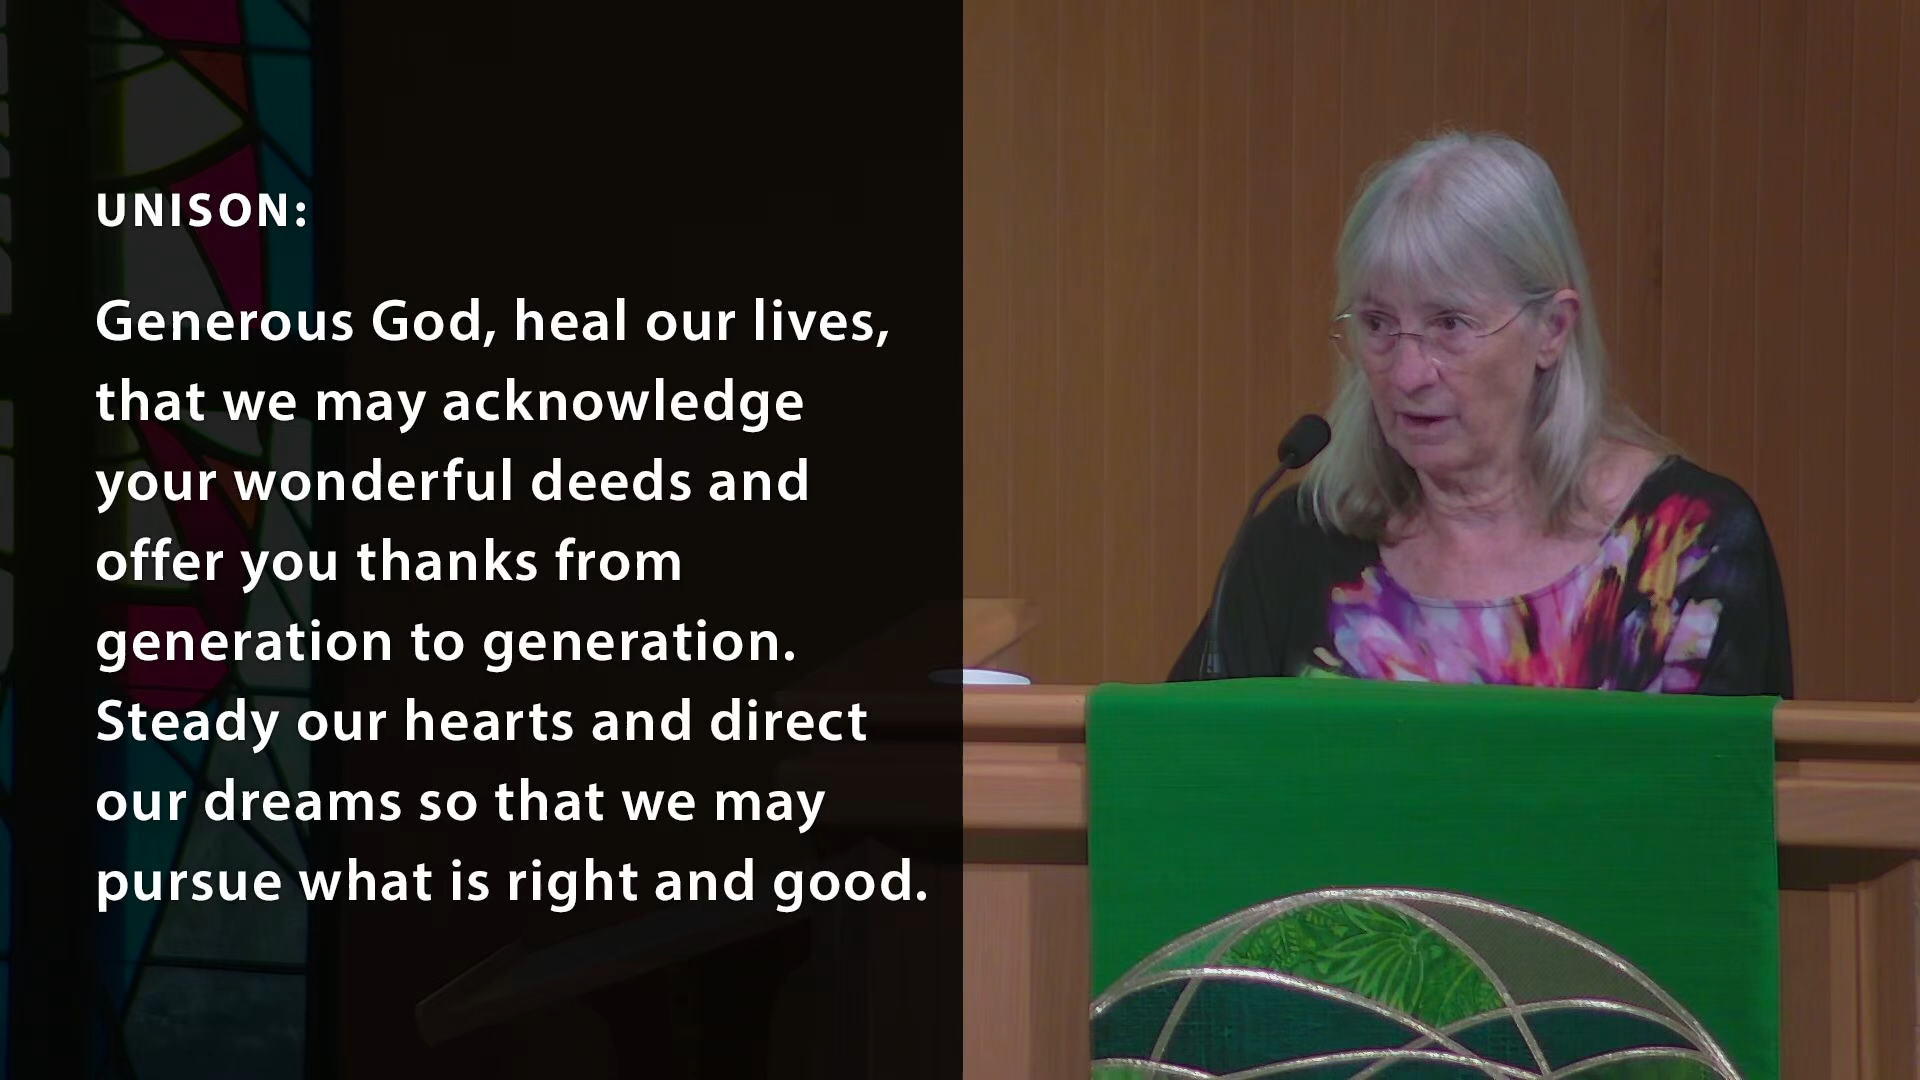 UNISON:
Generous God, heal our lives,
that we may acknowledge
your wonderful deeds and
offer you thanks from
generation to generation.
Steady our hearts and direct
our dreams so that we may
pursue what is right and good.